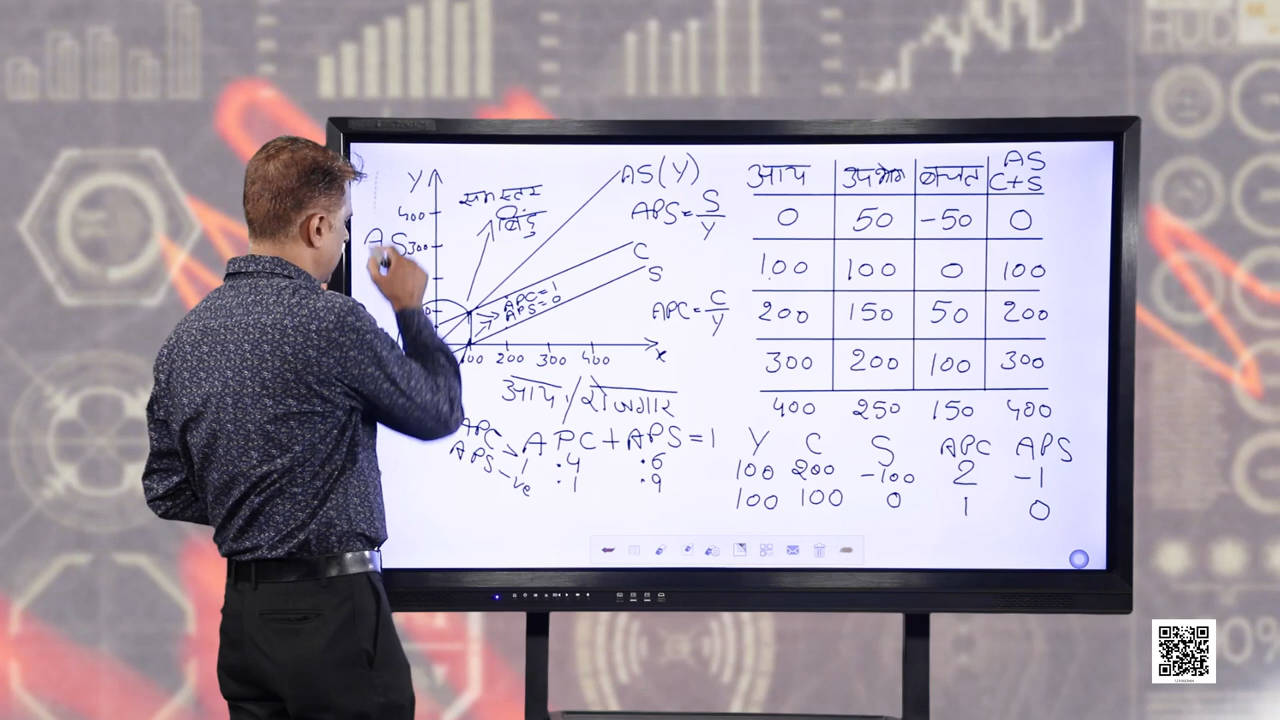 Y
400
AS 300
समस्तर
बिंदु
AS(Y)
APS = S/Y
C
S
APC=1
APS=0
APC = C/Y
100 200 300 400 X
आय/रोजगार
APC
APS
APC + APS = 1
1 .4 .6
-ve .1 .9
आय उपभोग बचत AS C+S
0 50 -50 0
100 100 0 100
200 150 50 200
300 200 100 300
400 250 150 400
Y C S APC APS
100 200 -100 2 -1
100 100 0 1 0
HUD